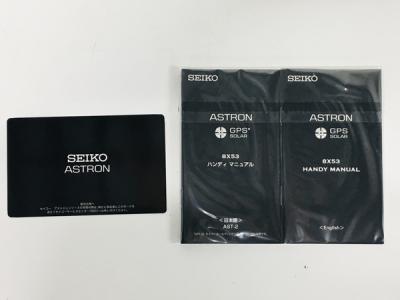 SEIKO
ASTRON
SEIKO
ASTRON
GPS*
SOLAR
8X53
ハンディ マニュアル
<日本語>
AST-2
SEIKO
ASTRON
GPS
SOLAR
8X53
HANDY MANUAL
<English>